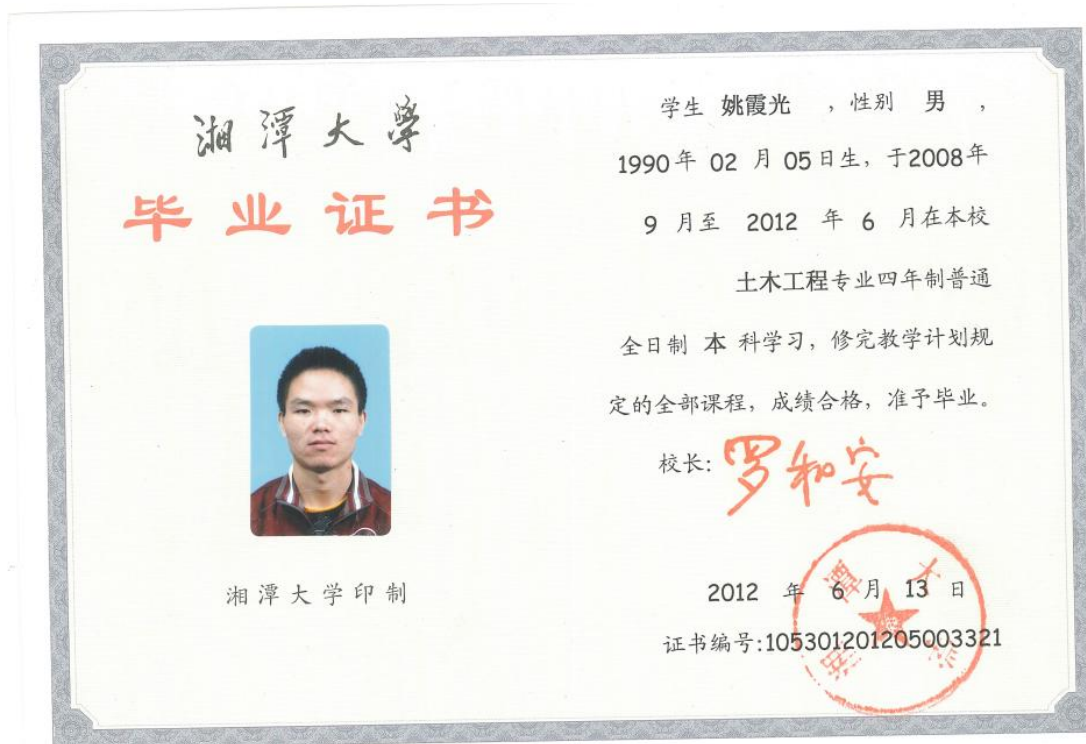 湘潭大學
毕业证书
湘潭大学印制
学生 姚霞光 ，性别 男 ，
1990年 02 月 05日生，于2008年
9 月至 2012 年 6 月在本校
土木工程专业四年制普通
全日制 本 科学习，修完教学计划规
定的全部课程，成绩合格，准予毕业。
校长：罗和安
2012 年 6 月 13 日
证书编号:105301201205003321
湘潭大学